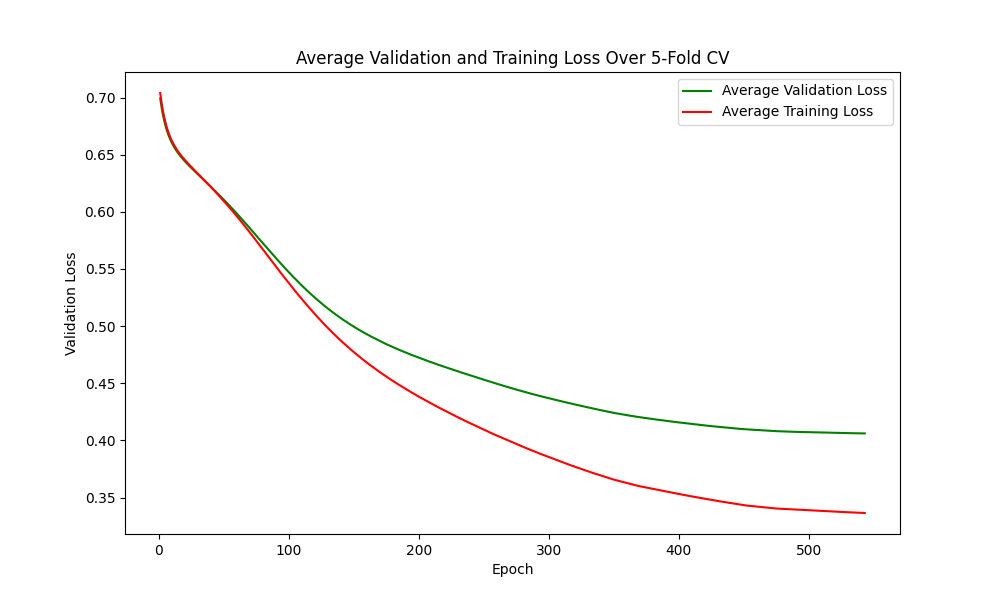 Average Validation and Training Loss Over 5-Fold CV
Average Validation Loss
Average Training Loss
Validation Loss
0.70
0.65
0.60
0.55
0.50
0.45
0.40
0.35
0
100
200
300
400
500
Epoch